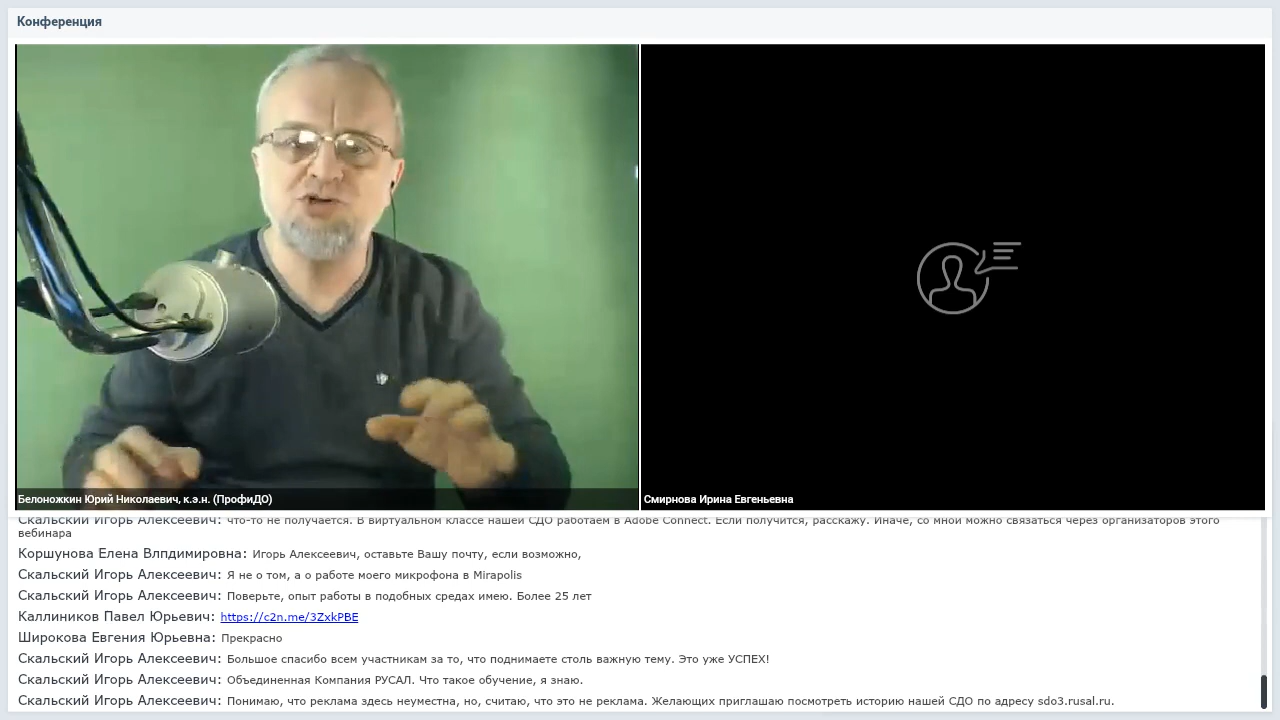 Конференция
Белоножкин Юрий Николаевич, к.э.н. (ПрофиДО)
Смирнова Ирина Евгеньевна
Скальский Игорь Алексеевич: что-то не получается. В виртуальном классе нашей СДО работаем в Adobe Connect. Если получится, расскажу. Иначе, со мной можно связаться через организаторов этого
вебинара
Коршунова Елена Влпдимировна: Игорь Алексеевич, оставьте Вашу почту, если возможно,
Скальский Игорь Алексеевич: Я не о том, а о работе моего микрофона в Mirapolis
Скальский Игорь Алексеевич: Поверьте, опыт работы в подобных средах имею. Более 25 лет
Каллиников Павел Юрьевич: https://c2n.me/3ZxkPBE
Широкова Евгения Юрьевна: Прекрасно
Скальский Игорь Алексеевич: Большое спасибо всем участникам за то, что поднимаете столь важную тему. Это уже УСПЕХ!
Скальский Игорь Алексеевич: Объединенная Компания РУСАЛ. Что такое обучение, я знаю.
Скальский Игорь Алексеевич: Понимаю, что реклама здесь неуместна, но, считаю, что это не реклама. Желающих приглашаю посмотреть историю нашей СДО по адресу sdo3.rusal.ru.